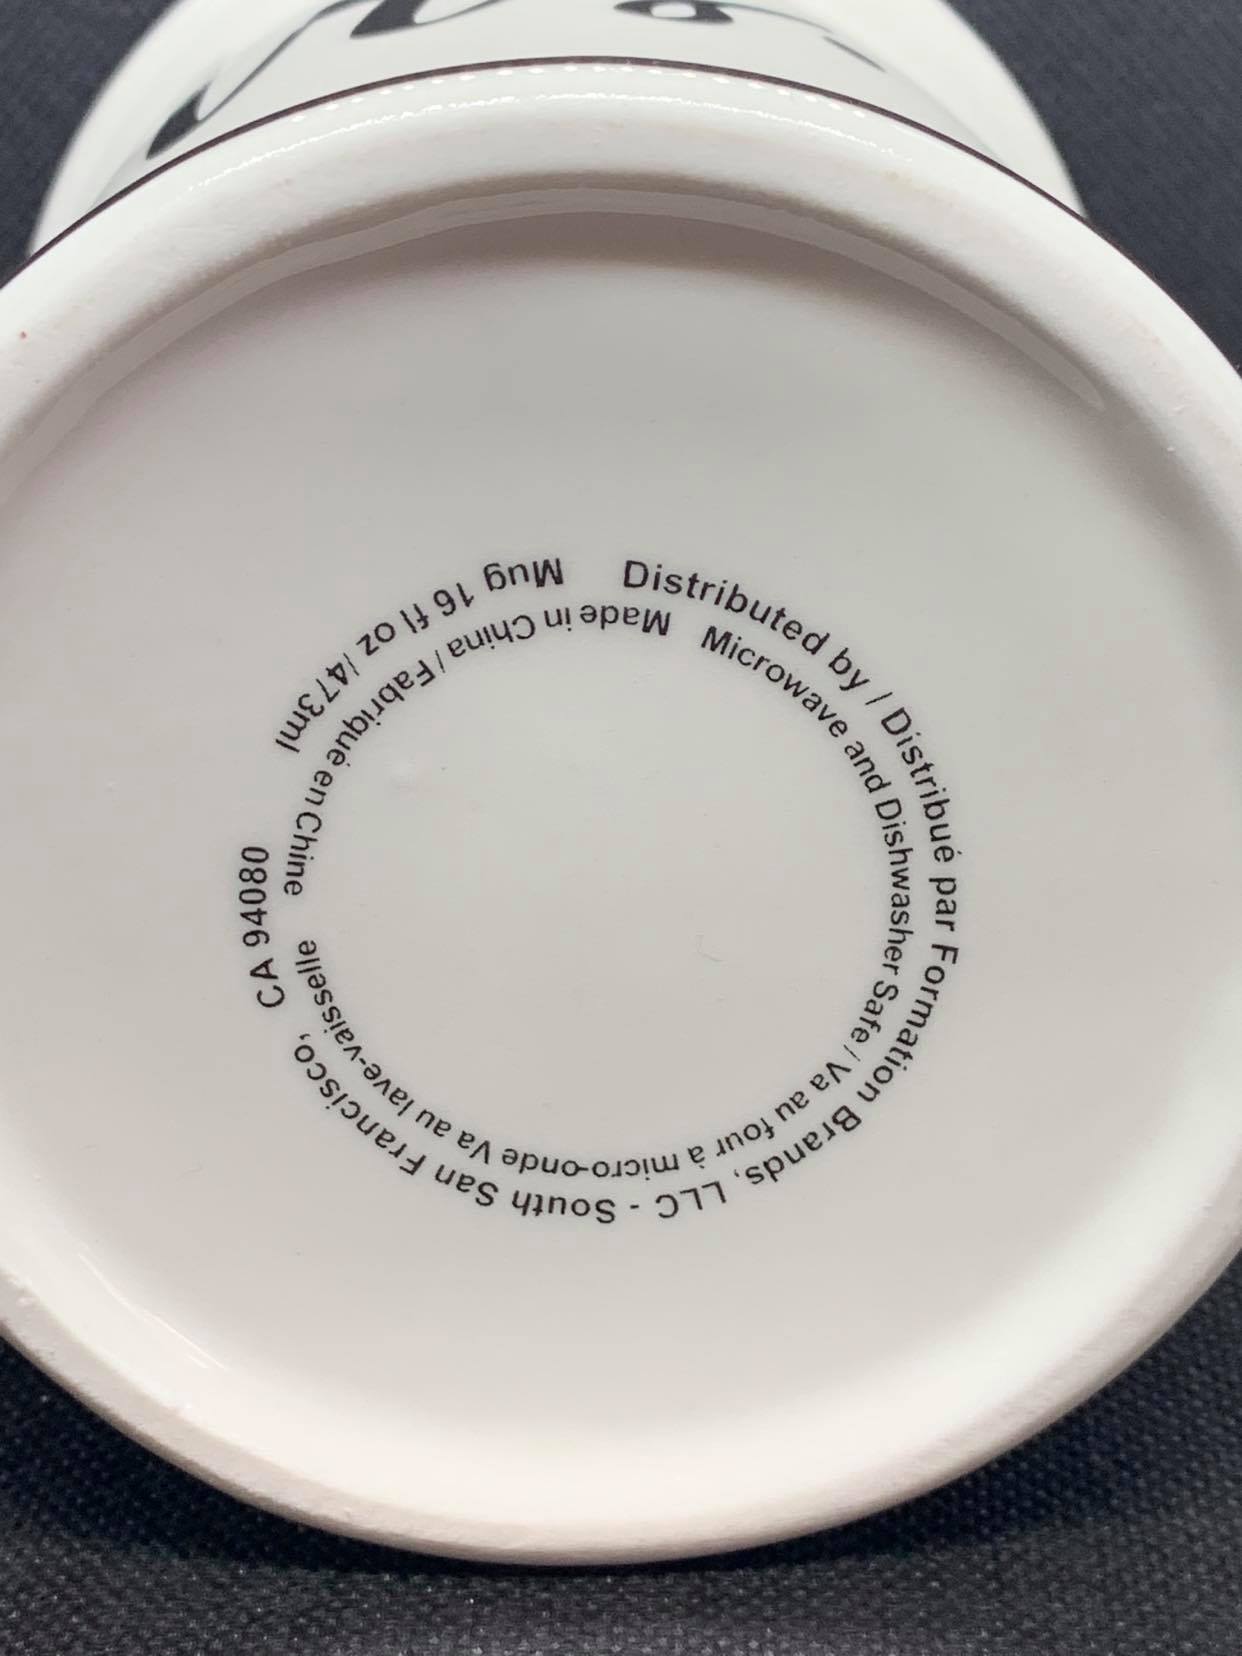 Distributed by / Distribué par Formation Brands, LLC - South San Francisco, CA 94080
Mug 16 fl oz / 473ml
Microwave and Dishwasher Safe / Va au four à micro-onde Va au lave-vaisselle
Made in China / Fabriqué en Chine